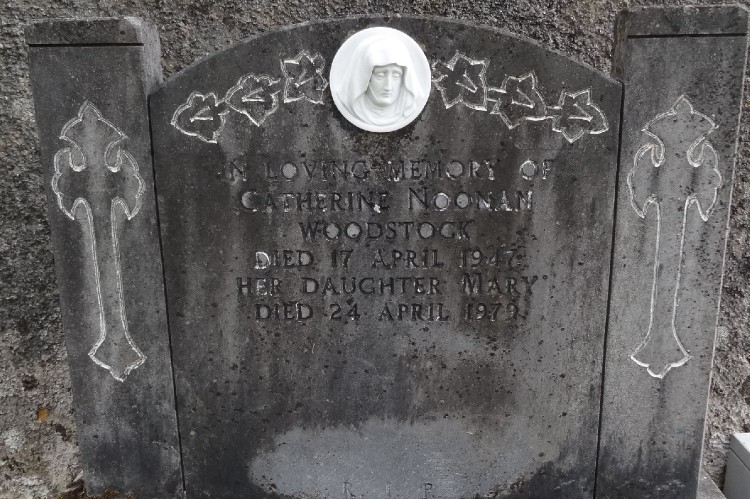 IN LOVING MEMORY OF
CATHERINE NOONAN
WOODSTOCK
DIED 17 APRIL 1947
HER DAUGHTER MARY
DIED 24 APRIL 1979
R. I. P.